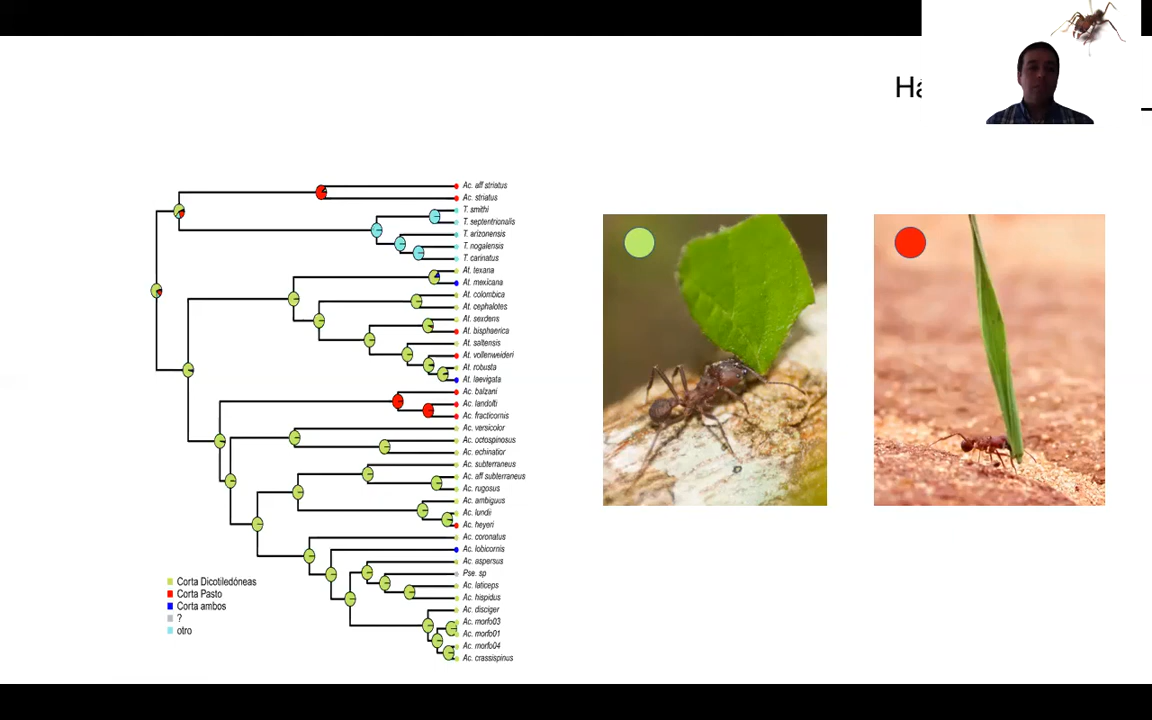 Há
Ac. aff striatus
Ac. striatus
T. smithi
T. septentrionalis
T. arizonensis
T. nogalensis
T. carinatus
At. texana
At. mexicana
At. colombica
At. cephalotes
At. sexdens
At. bisphaerica
At. saltensis
At. vollenweideri
At. robusta
At. laevigata
Ac. balzani
Ac. landolti
Ac. fracticornis
Ac. versicolor
Ac. octospinosus
Ac. echinatior
Ac. subterraneus
Ac. aff subterraneus
Ac. rugosus
Ac. ambiguus
Ac. lundii
Ac. heyeri
Ac. coronatus
Ac. lobicornis
Ac. aspersus
Pse. sp
Ac. laticeps
Ac. hispidus
Ac. disciger
Ac. morfo03
Ac. morfo01
Ac. morfo04
Ac. crassispinus
Corta Dicotiledóneas
Corta Pasto
Corta ambos
?
otro